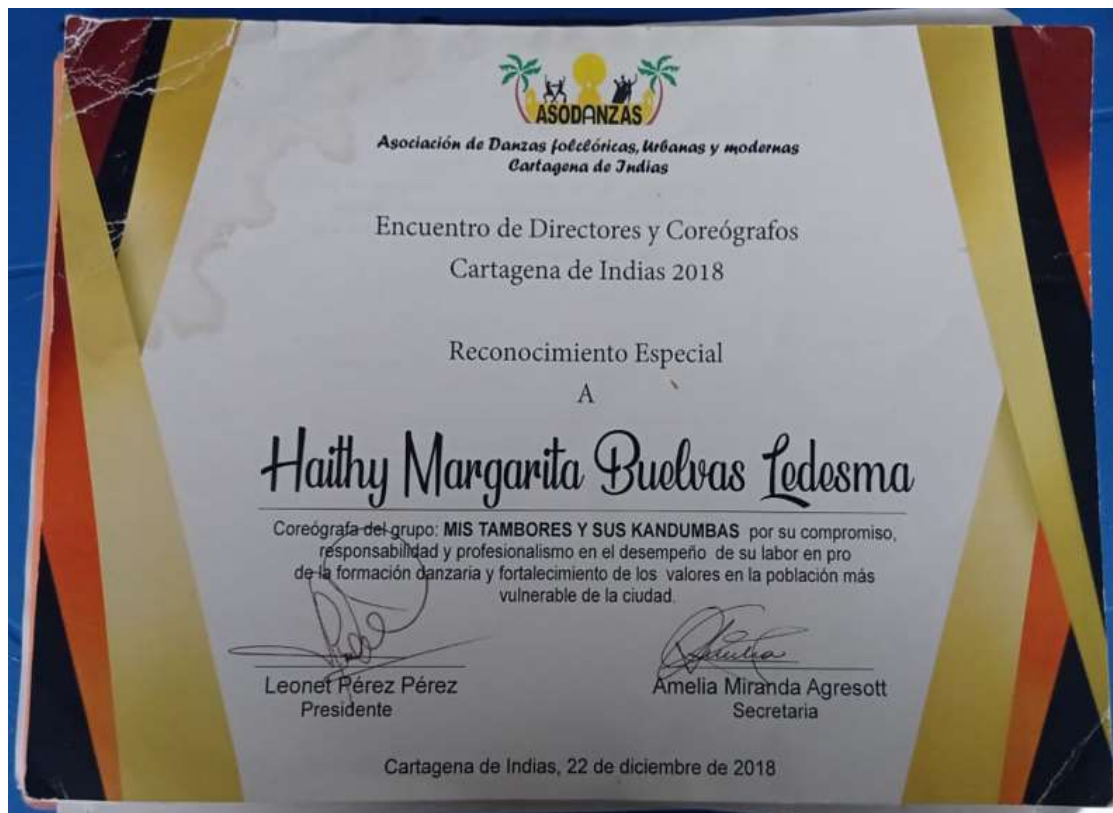 ASODANZAS
Asociación de Danzas folclóricas, Urbanas y modernas
Cartagena de Indias
Encuentro de Directores y Coreógrafos
Cartagena de Indias 2018
Reconocimiento Especial
A
Haithy Margarita Buelvas Ledesma
Coreógrafa del grupo: MIS TAMBORES Y SUS KANDUMBAS por su compromiso,
responsabilidad y profesionalismo en el desempeño de su labor en pro
de la formación danzaria y fortalecimiento de los valores en la población más
vulnerable de la ciudad.
Leonet Pérez Pérez
Presidente
Amelia Miranda Agresott
Secretaria
Cartagena de Indias, 22 de diciembre de 2018